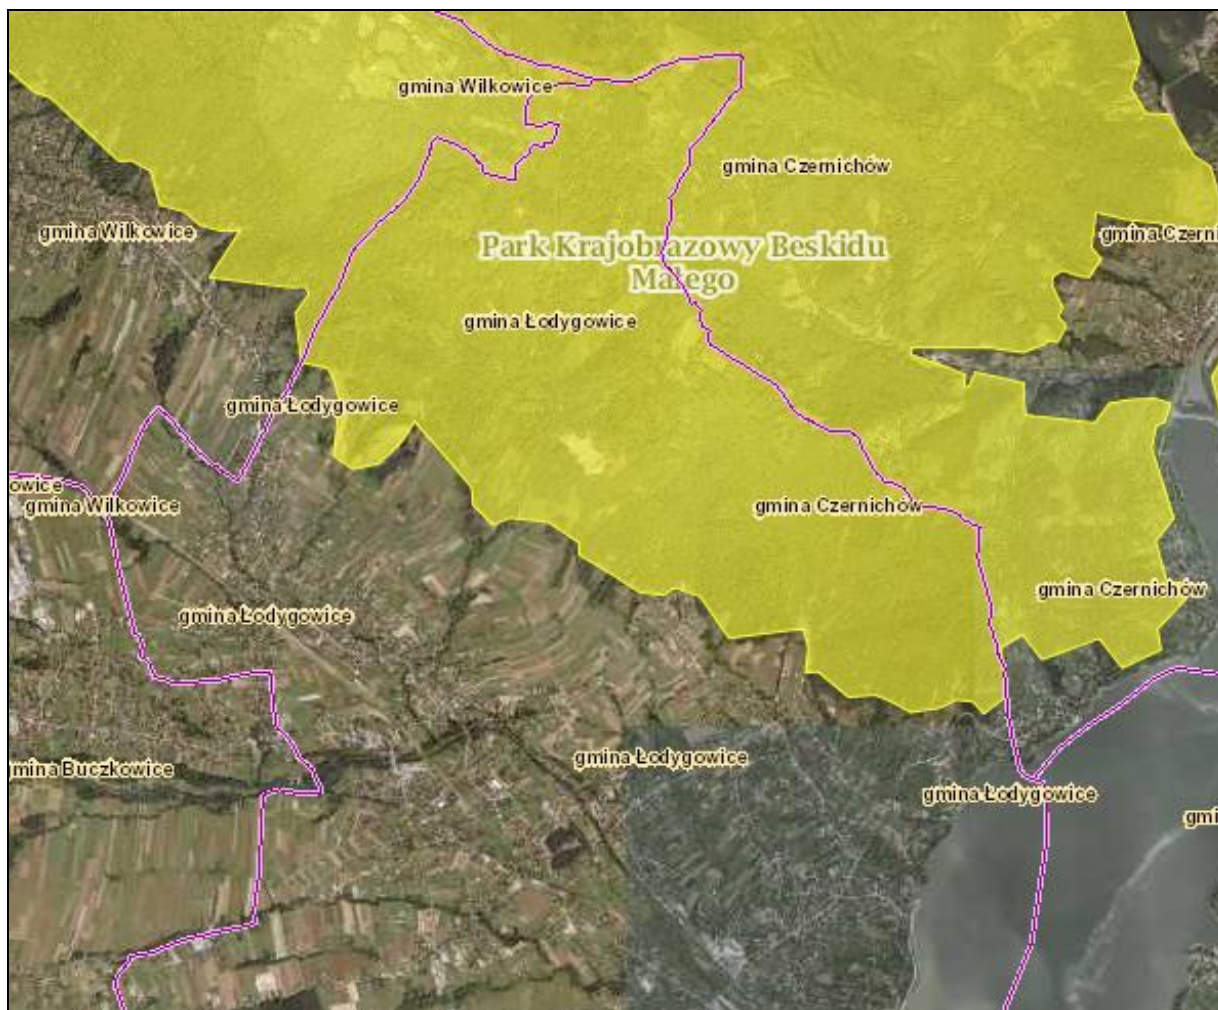 gmina Wilkowice
gmina Czernichów
gmina Wilkowice
gmina Czerni
Park Krajobrazowy Beskidu
Małego
gmina Łodygowice
gmina Łodygowice
owice
gmina Wilkowice
gmina Czernichów
gmina Czernichów
gmina Łodygowice
gmina Łodygowice
gmina Buczkowice
gmina Łodygowice
gmi